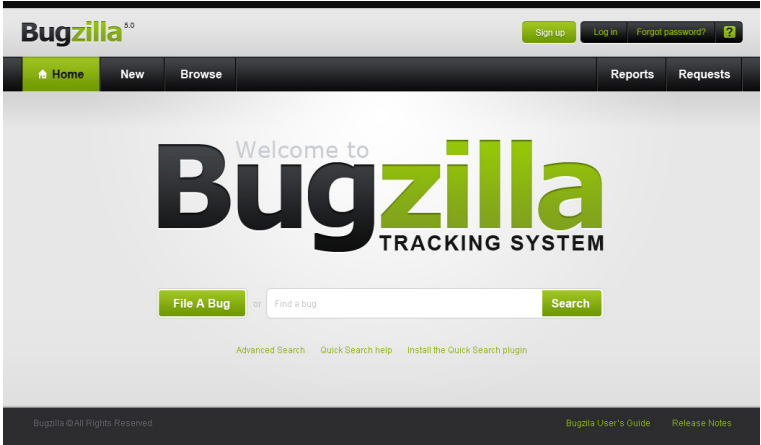 Bugzilla 5.0
Sign up Log in Forgot password? ?
Home New Browse Reports Requests
Welcome to
Bugzilla
TRACKING SYSTEM
File A Bug or Find a bug Search
Advanced Search Quick Search help Install the Quick Search plugin
Bugzilla © All Rights Reserved Bugzila User's Guide Release Notes